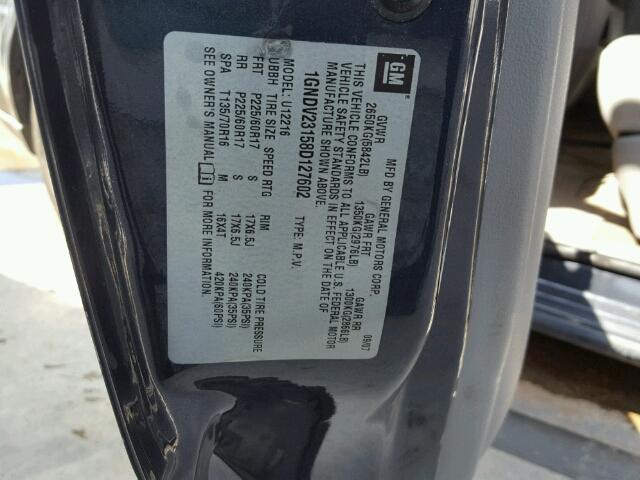 GM
MFD BY GENERAL MOTORS CORP. 09/07
GVWR GAWR FRT GAWR RR
2650KG(5842LB) 1350KG(2976LB) 1300KG(2866LB)
THIS VEHICLE CONFORMS TO ALL APPLICABLE U.S. FEDERAL MOTOR
VEHICLE SAFETY STANDARDS IN EFFECT ON THE DATE OF
MANUFACTURE SHOWN ABOVE.
1GNDV23158D127602 TYPE: M.P.V.
MODEL: U12216
UBBH TIRE SIZE SPEED RTG RIM COLD TIRE PRESSURE
FRT P225/60R17 S 17X6.5J 240KPA(35PSI)
RR P225/60R17 S 17X6.5J 240KPA(35PSI)
SPA T135/70R16 M 16X4T 420KPA(60PSI)
SEE OWNER'S MANUAL FOR MORE INFORMATION